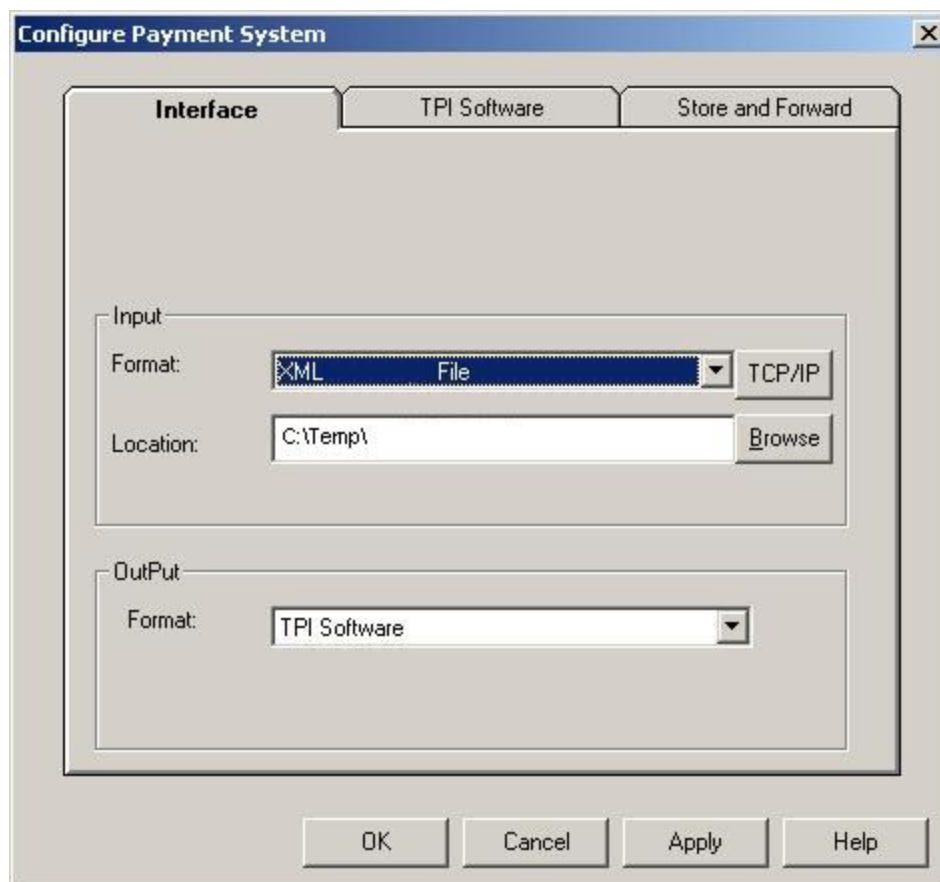 Configure Payment System
Interface
TPI Software
Store and Forward
Input
Format:
XML File
TCP/IP
Location:
C:\Temp\
Browse
OutPut
Format:
TPI Software
OK
Cancel
Apply
Help